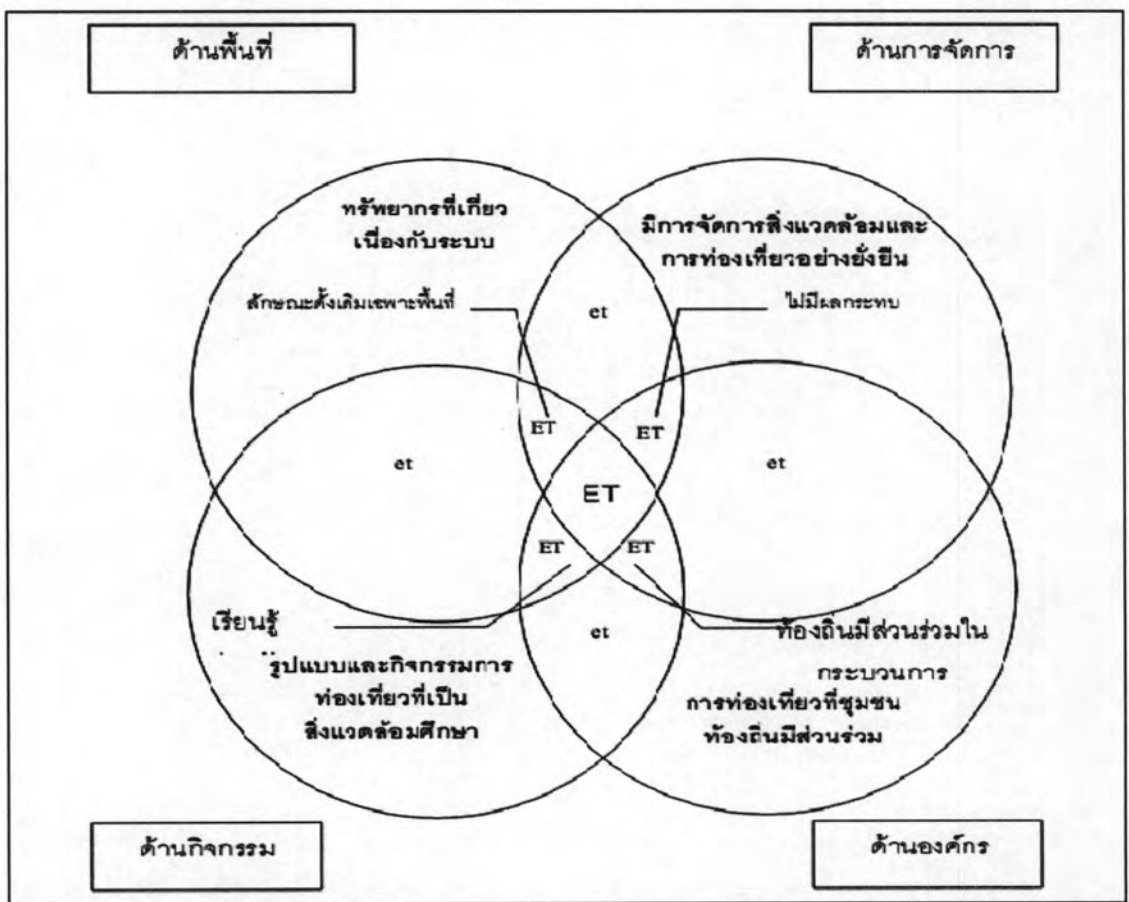 ด้านพื้นที่
ด้านการจัดการ
ทรัพยากรที่เกี่ยว
เนื่องกับระบบ
มีการจัดการสิ่งแวดล้อมและ
การท่องเที่ยวอย่างยั่งยืน
ลักษณะดั้งเดิมเฉพาะพื้นที่
et
ไม่มีผลกระทบ
ET
ET
et
et
ET
ET
ET
เรียนรู้
et
ท้องถิ่นมีส่วนร่วมใน
กระบวนการ
รูปแบบและกิจกรรมการ
ท่องเที่ยวที่เป็น
สิ่งแวดล้อมศึกษา
การท่องเที่ยวที่ชุมชน
ท้องถิ่นมีส่วนร่วม
ด้านกิจกรรม
ด้านองค์กร